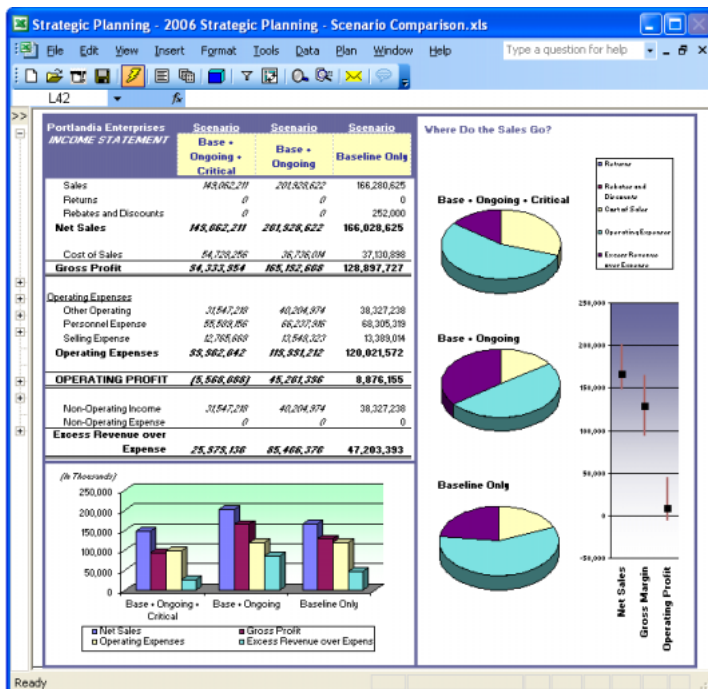 Strategic Planning - 2006 Strategic Planning - Scenario Comparison.xls
File Edit View Insert Format Tools Data Plan Window Help Type a question for help
L42 fx
>>
Portlandia Enterprises Scenario Scenario Scenario
INCOME STATEMENT Base + Ongoing + Critical Base + Ongoing Baseline Only
Sales 149,062,211 201,928,622 166,280,625
Returns 0 0 0
Rebates and Discounts 0 0 252,000
Net Sales 149,062,211 201,928,622 166,028,625
Cost of Sales 54,728,256 36,736,014 37,130,898
Gross Profit 94,333,954 165,192,608 128,897,727
Operating Expenses
Other Operating 31,547,218 40,204,974 38,327,238
Personnel Expense 55,589,156 66,237,916 68,305,319
Selling Expense 12,765,668 13,548,323 13,389,014
Operating Expenses 99,902,042 119,991,212 120,021,572
OPERATING PROFIT (5,568,088) 45,201,396 8,876,155
Non-Operating Income 31,547,218 40,204,974 38,327,238
Non-Operating Expense 0 0 0
Excess Revenue over
Expense 25,979,130 85,406,370 47,203,393
(In Thousands)
250,000
200,000
150,000
100,000
50,000
0
Base + Ongoing + Critical Base + Ongoing Baseline Only
Net Sales Gross Profit
Operating Expenses Excess Revenue over Expens
Where Do the Sales Go?
Returns
Rebates and
Discounts
Cost of Sales
Operating Expenses
Excess Revenue
over Expense
Base + Ongoing + Critical
Base + Ongoing
Baseline Only
250,000
200,000
150,000
100,000
50,000
0
-50,000
Net Sales
Gross Margin
Operating Profit
Ready